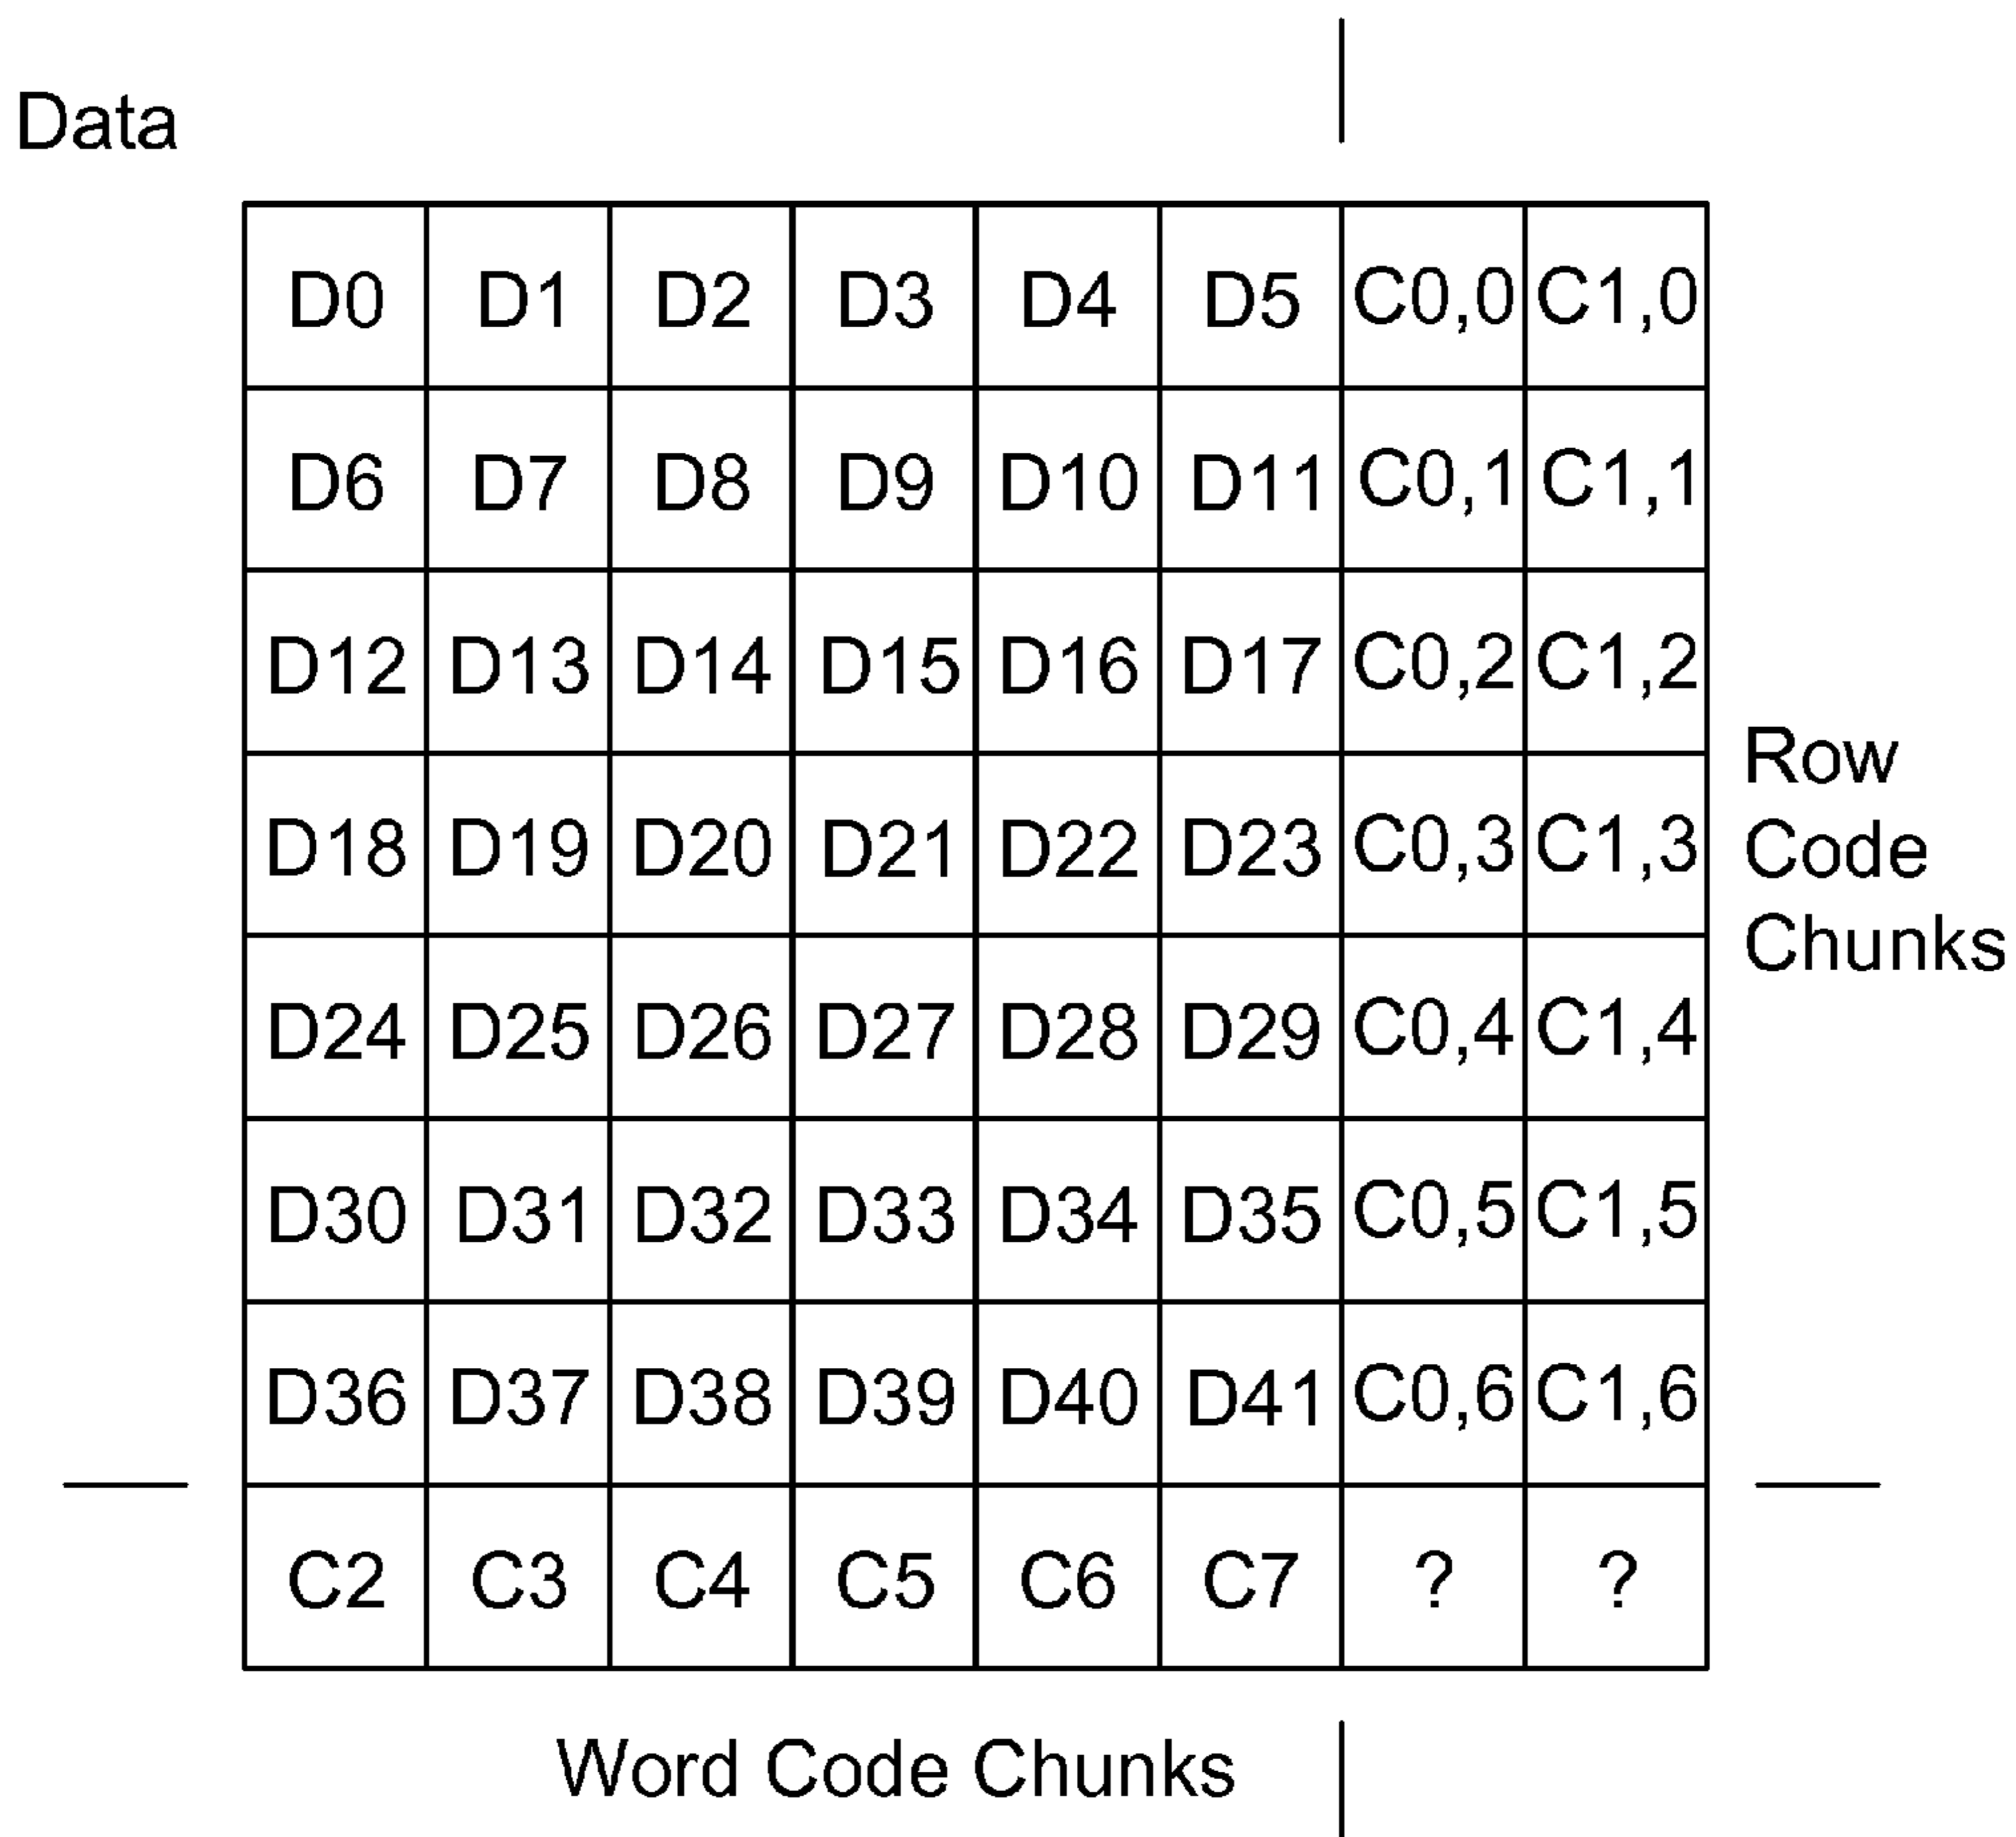 Data
D0 D1 D2 D3 D4 D5 C0,0 C1,0
D6 D7 D8 D9 D10 D11 C0,1 C1,1
D12 D13 D14 D15 D16 D17 C0,2 C1,2
D18 D19 D20 D21 D22 D23 C0,3 C1,3
D24 D25 D26 D27 D28 D29 C0,4 C1,4
D30 D31 D32 D33 D34 D35 C0,5 C1,5
D36 D37 D38 D39 D40 D41 C0,6 C1,6
C2 C3 C4 C5 C6 C7 ? ?
Row
Code
Chunks
Word Code Chunks